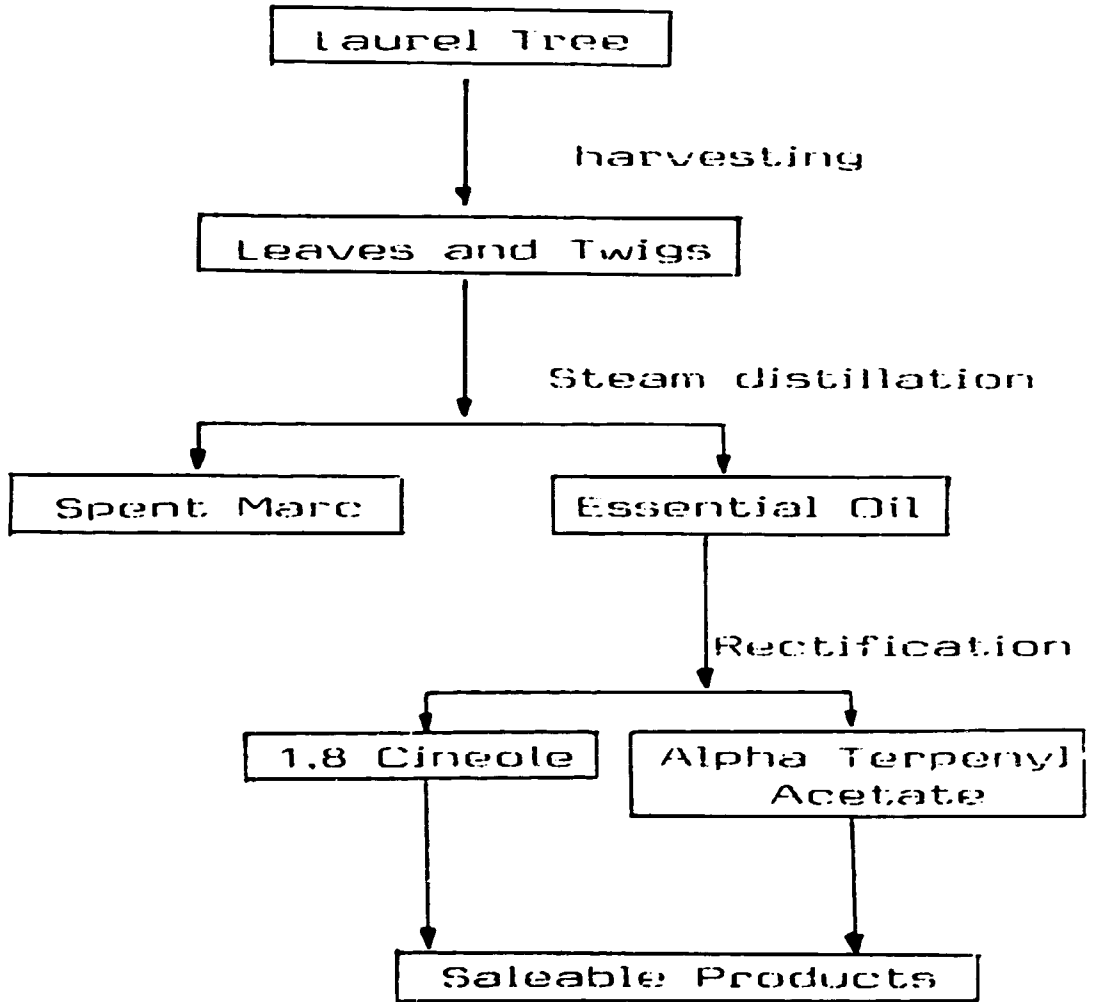 Laurel Tree
harvesting
Leaves and Twigs
Steam distillation
Spent Marc
Essential Oil
Rectification
1,8 Cineole
Alpha Terpenyl
Acetate
Saleable Products